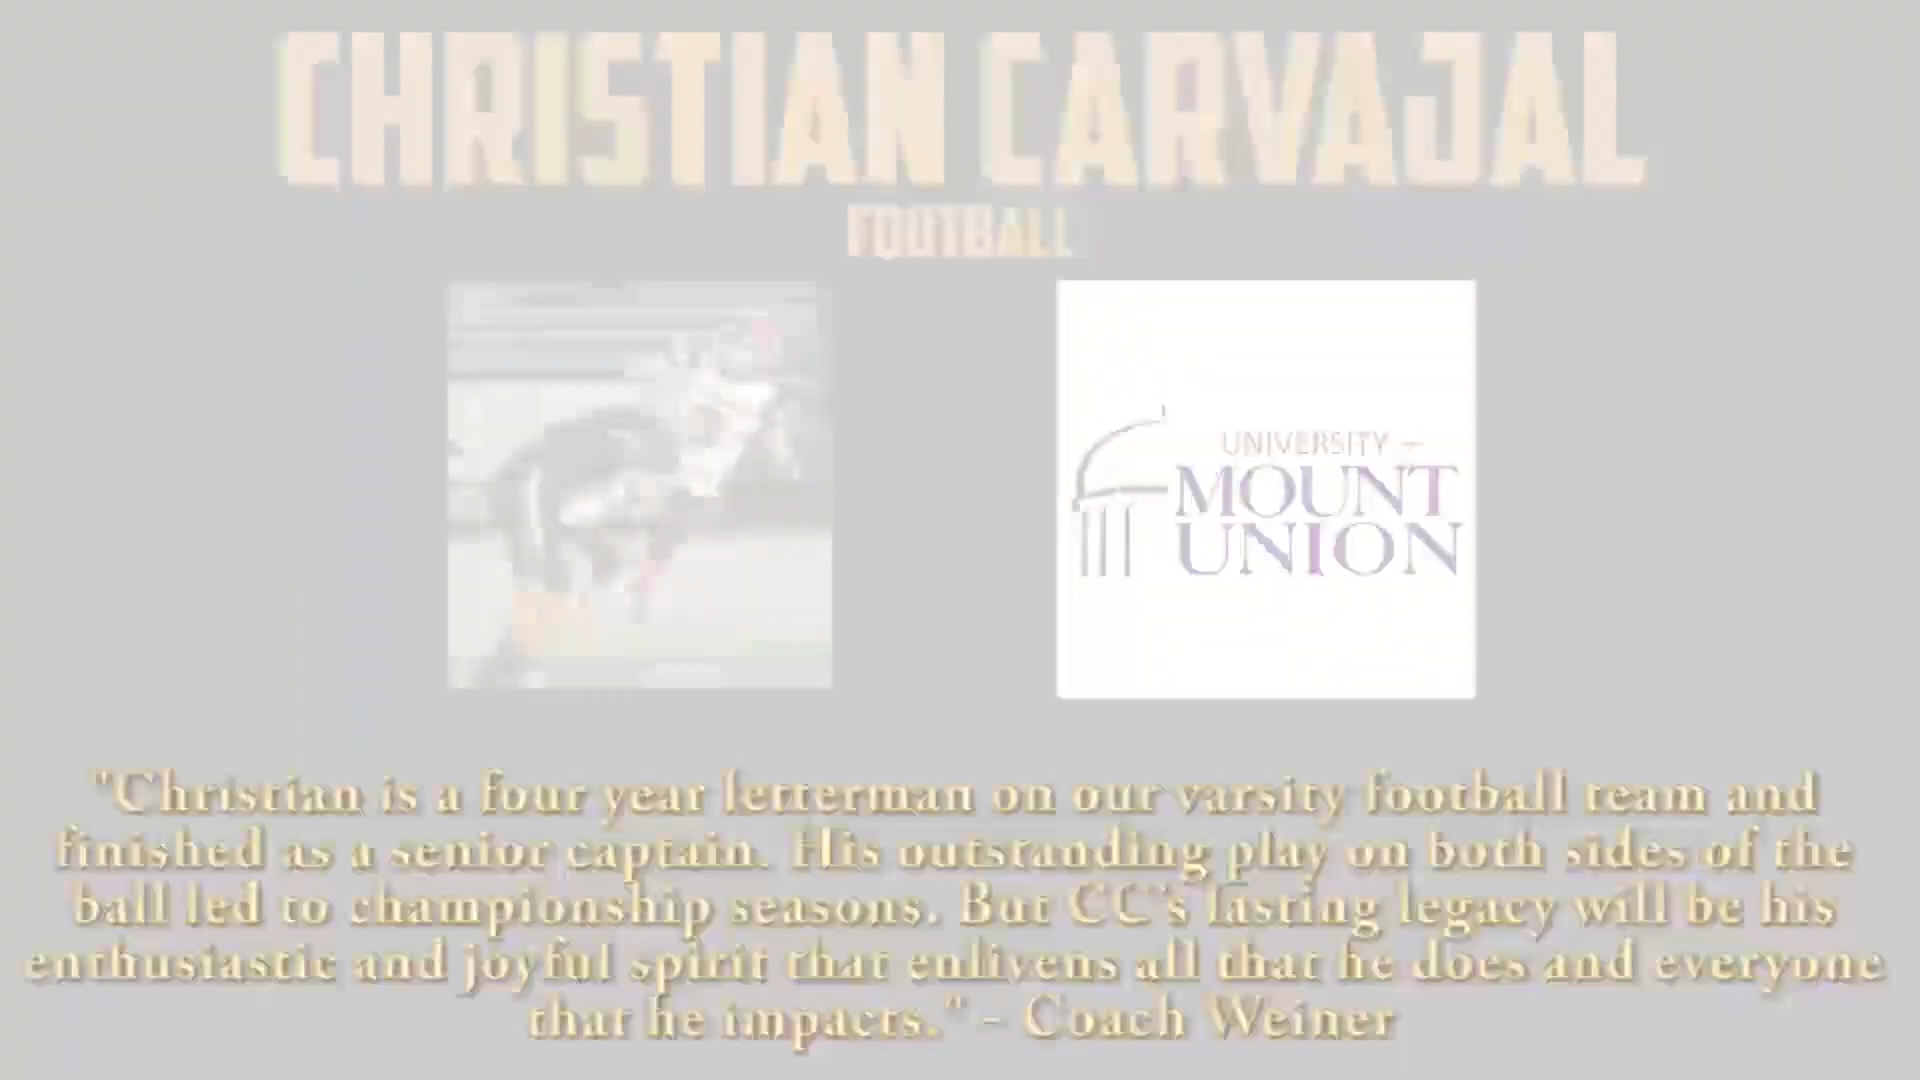 CHRISTIAN CARVAJAL
FOOTBALL
UNIVERSITY
MOUNT
UNION
"Christian is a four year letterman on our varsity football team and
finished as a senior captain. His outstanding play on both sides of the
ball led to championship seasons. But CC's lasting legacy will be his
enthusiastic and joyful spirit that enlivens all that he does and everyone
that he impacts." - Coach Weiner